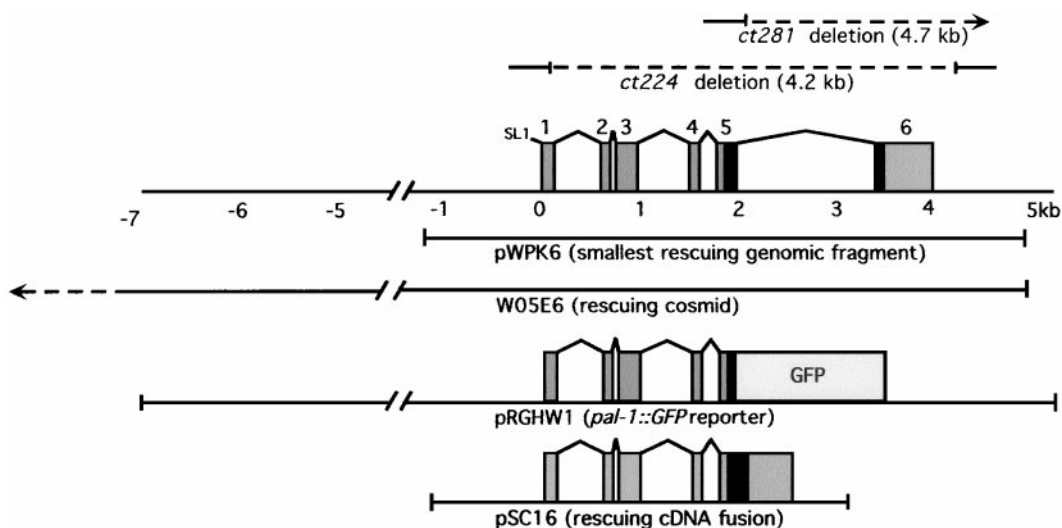 ct281 deletion (4.7 kb)
ct224 deletion (4.2 kb)
SL1 1 2 3 4 5 6
-7 -6 -5 -1 0 1 2 3 4 5kb
pWPK6 (smallest rescuing genomic fragment)
W05E6 (rescuing cosmid)
GFP
pRGHW1 (pal-1::GFP reporter)
pSC16 (rescuing cDNA fusion)